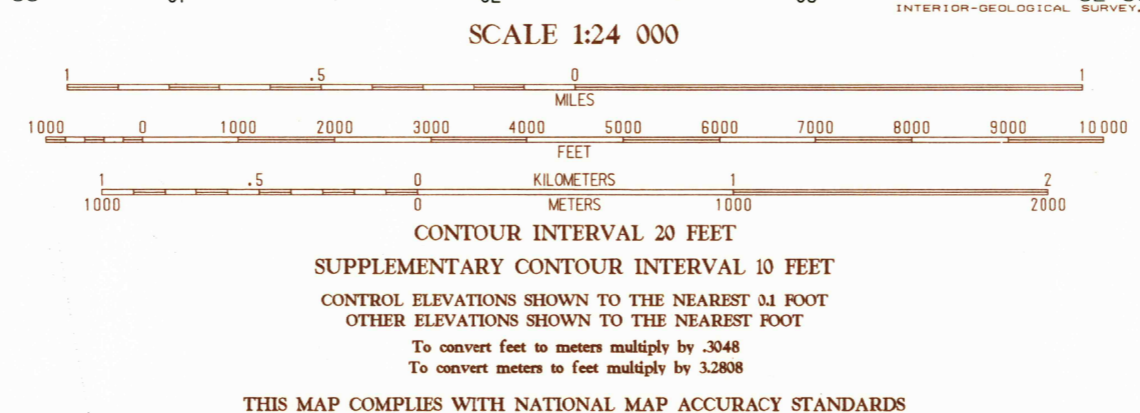 INTERIOR-GEOLOGICAL SURVEY,
SCALE 1:24 000
1 .5 0 1
MILES
1000 0 1000 2000 3000 4000 5000 6000 7000 8000 9000 10 000
FEET
1 .5 0 KILOMETERS 1 2
1000 0 METERS 1000 2000
CONTOUR INTERVAL 20 FEET
SUPPLEMENTARY CONTOUR INTERVAL 10 FEET
CONTROL ELEVATIONS SHOWN TO THE NEAREST 0.1 FOOT
OTHER ELEVATIONS SHOWN TO THE NEAREST FOOT
To convert feet to meters multiply by .3048
To convert meters to feet multiply by 3.2808
THIS MAP COMPLIES WITH NATIONAL MAP ACCURACY STANDARDS